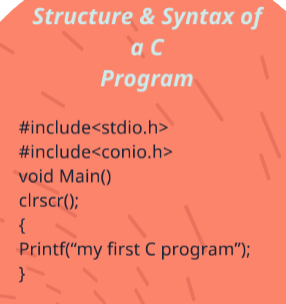 Structure & Syntax of
a C
Program
#include<stdio.h>
#include<conio.h>
void Main()
clrscr();
{
Printf(“my first C program”);
}